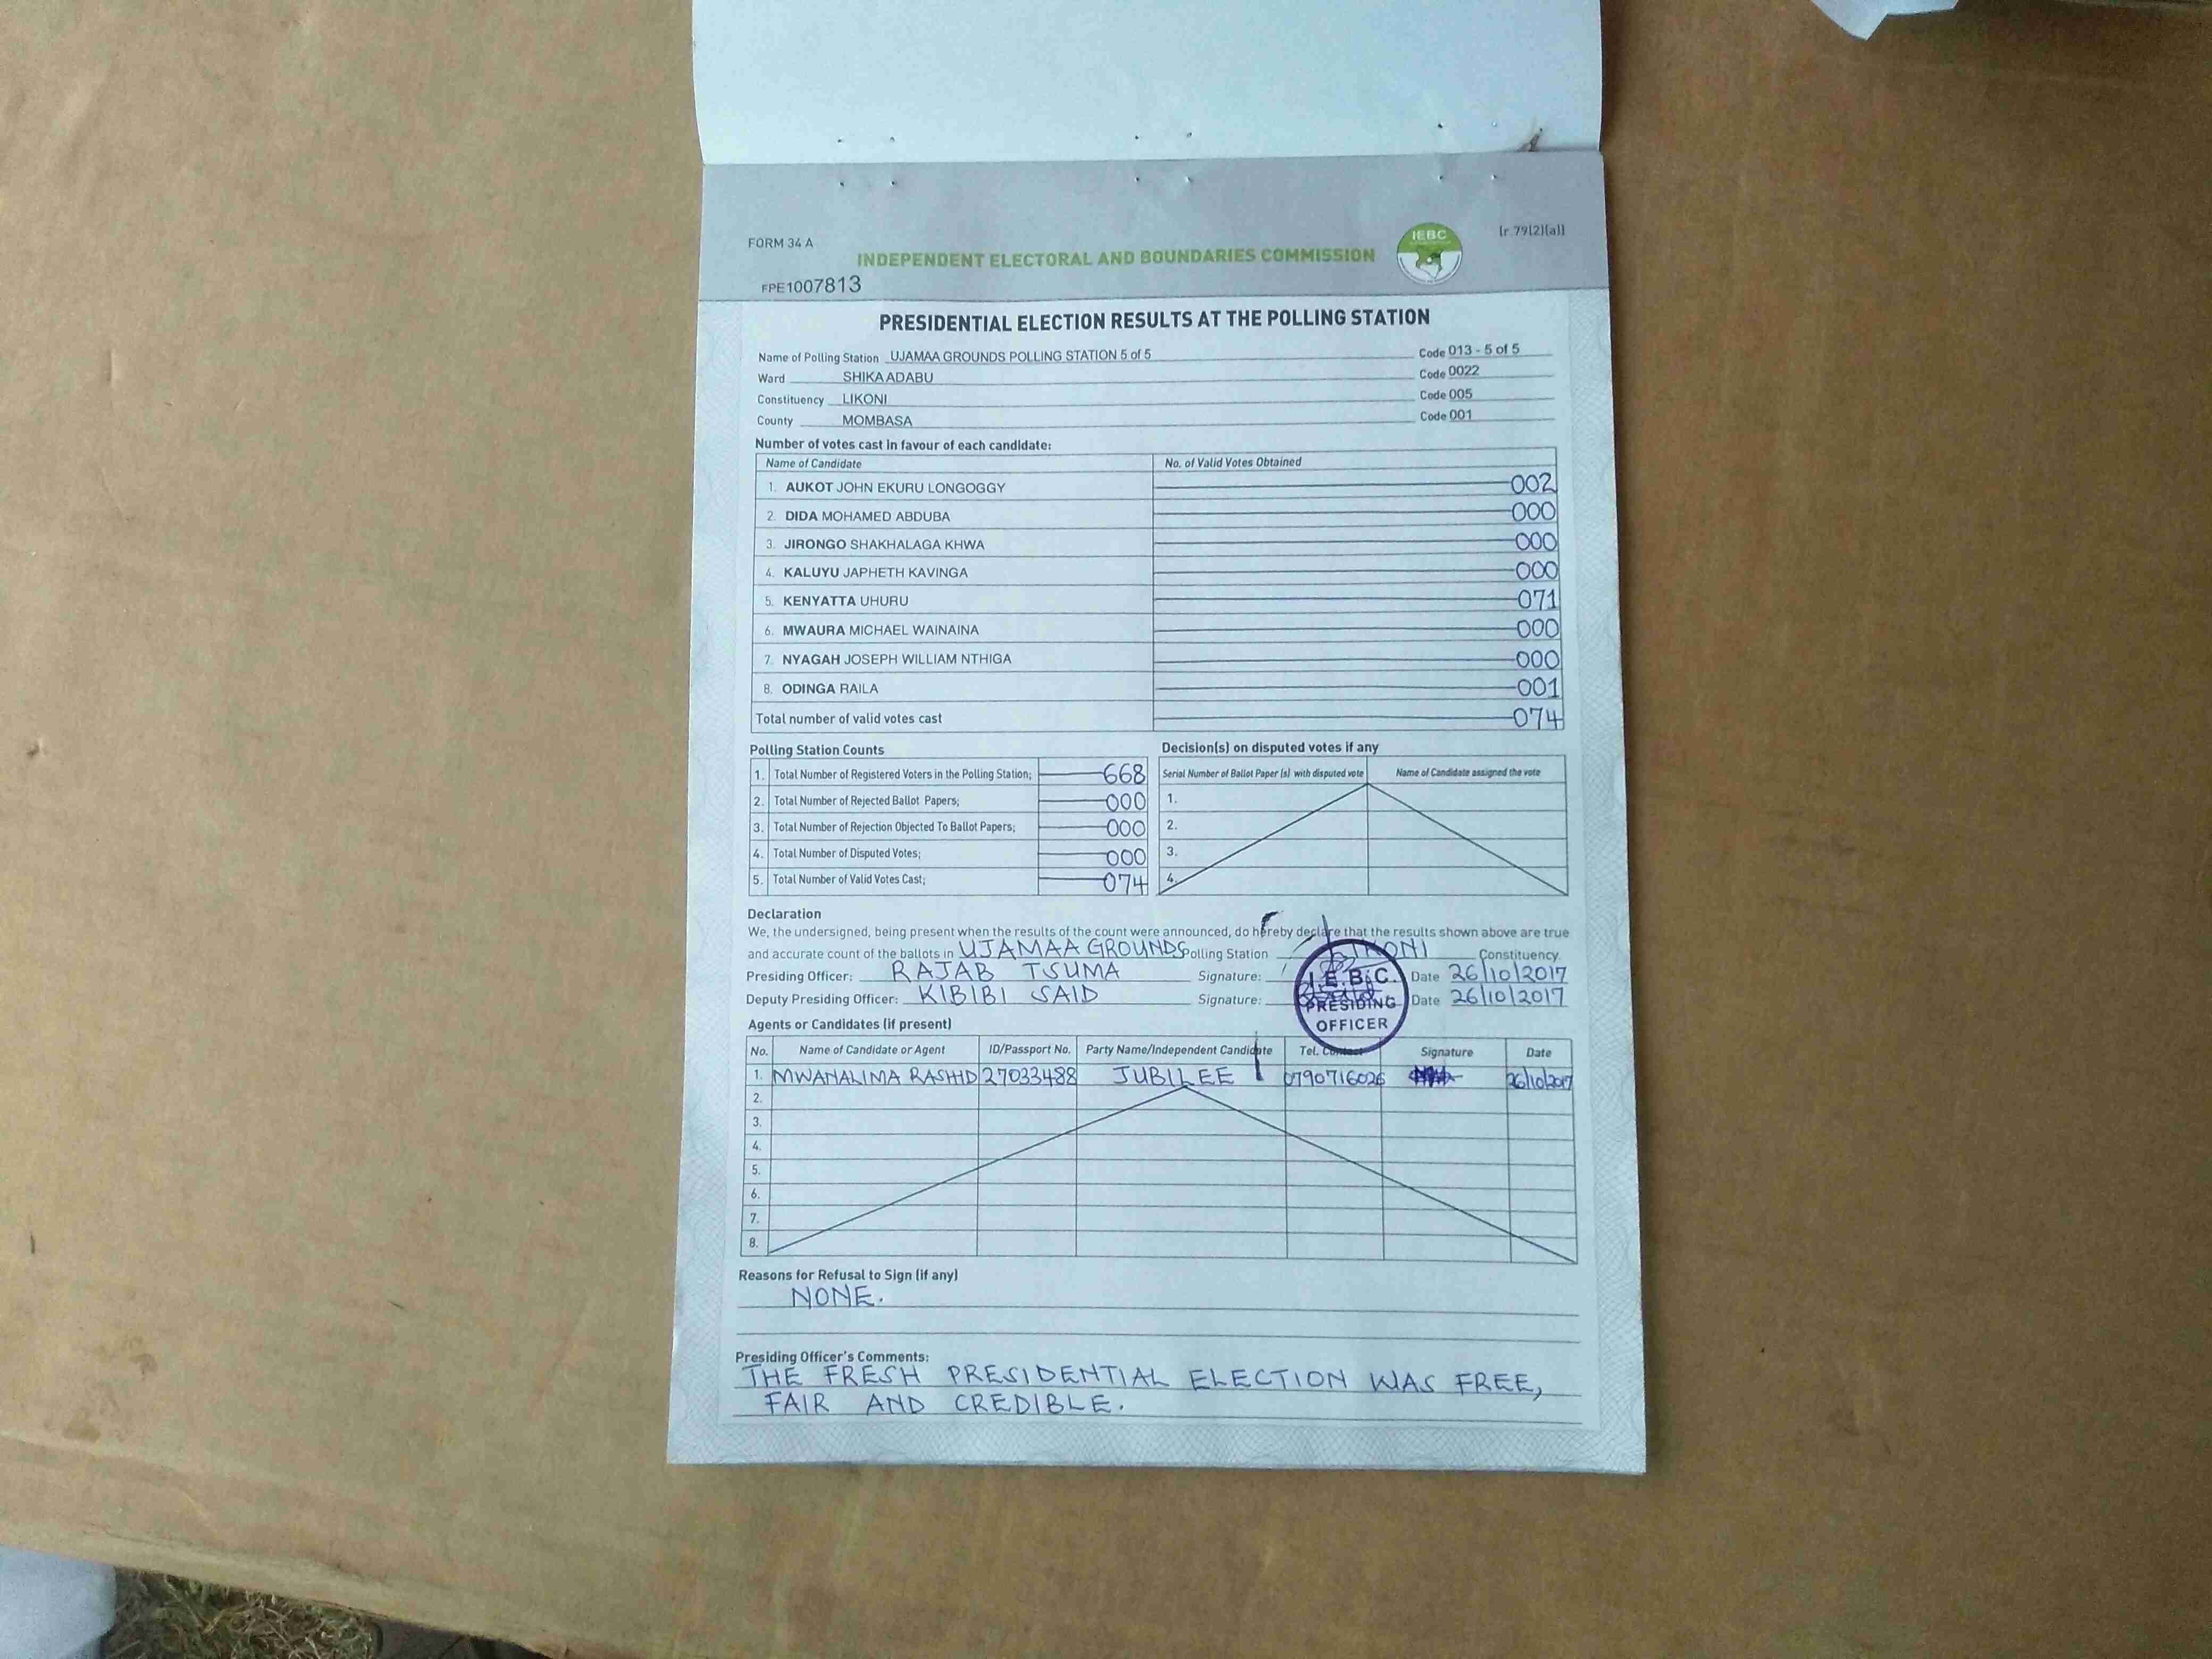 FORM 34 A
(r.79(2)(a))
INDEPENDENT ELECTORAL AND BOUNDARIES COMMISSION
IEBC
FPE1007813
PRESIDENTIAL ELECTION RESULTS AT THE POLLING STATION
Name of Polling Station UJAMAA GROUNDS POLLING STATION 5 of 5 Code 013 - 5 of 5
Ward SHIKAADABU Code 0022
Constituency LIKONI Code 005
County MOMBASA Code 001
Number of votes cast in favour of each candidate:
Name of Candidate No. of Valid Votes Obtained
1. AUKOT JOHN EKURU LONGOGGY 002
2. DIDA MOHAMED ABDUBA 000
3. JIRONGO SHAKHALAGA KHWA 000
4. KALUYU JAPHETH KAVINGA 000
5. KENYATTA UHURU 071
6. MWAURA MICHAEL WAINAINA 000
7. NYAGAH JOSEPH WILLIAM NTHIGA 000
8. ODINGA RAILA 001
Total number of valid votes cast 074
Polling Station Counts
1. Total Number of Registered Voters in the Polling Station; 668
2. Total Number of Rejected Ballot Papers; 000
3. Total Number of Rejection Objected To Ballot Papers; 000
4. Total Number of Disputed Votes; 000
5. Total Number of Valid Votes Cast; 074
Decision(s) on disputed votes if any
Serial Number of Ballot Paper (s) with disputed vote Name of Candidate assigned the vote
1.
2.
3.
4.
Declaration
We, the undersigned, being present when the results of the count were announced, do hereby declare that the results shown above are true
and accurate count of the ballots in UJAMAA GROUNDS Polling Station LIKONI Constituency.
Presiding Officer: RAJAB TSUMA Signature: Date 26/10/2017
Deputy Presiding Officer: KIBIBI SAID Signature: Date 26/10/2017
I.E.B.C.
PRESIDING
OFFICER
Agents or Candidates (if present)
No. Name of Candidate or Agent ID/Passport No. Party Name/Independent Candidate Tel. Contact Signature Date
1. MWANALIMA RASHID 27033488 JUBILEE 0790716026 26/10/2017
2.
3.
4.
5.
6.
7.
8.
Reasons for Refusal to Sign (if any)
NONE.
Presiding Officer's Comments:
THE FRESH PRESIDENTIAL ELECTION WAS FREE,
FAIR AND CREDIBLE.